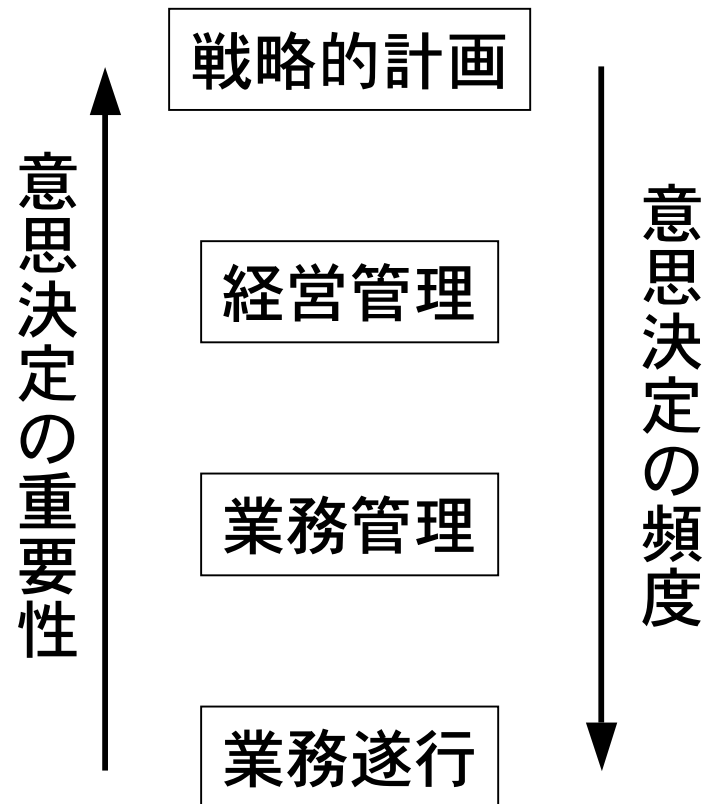 戦略的計画
経営管理
業務管理
業務遂行
意思決定の重要性
意思決定の頻度